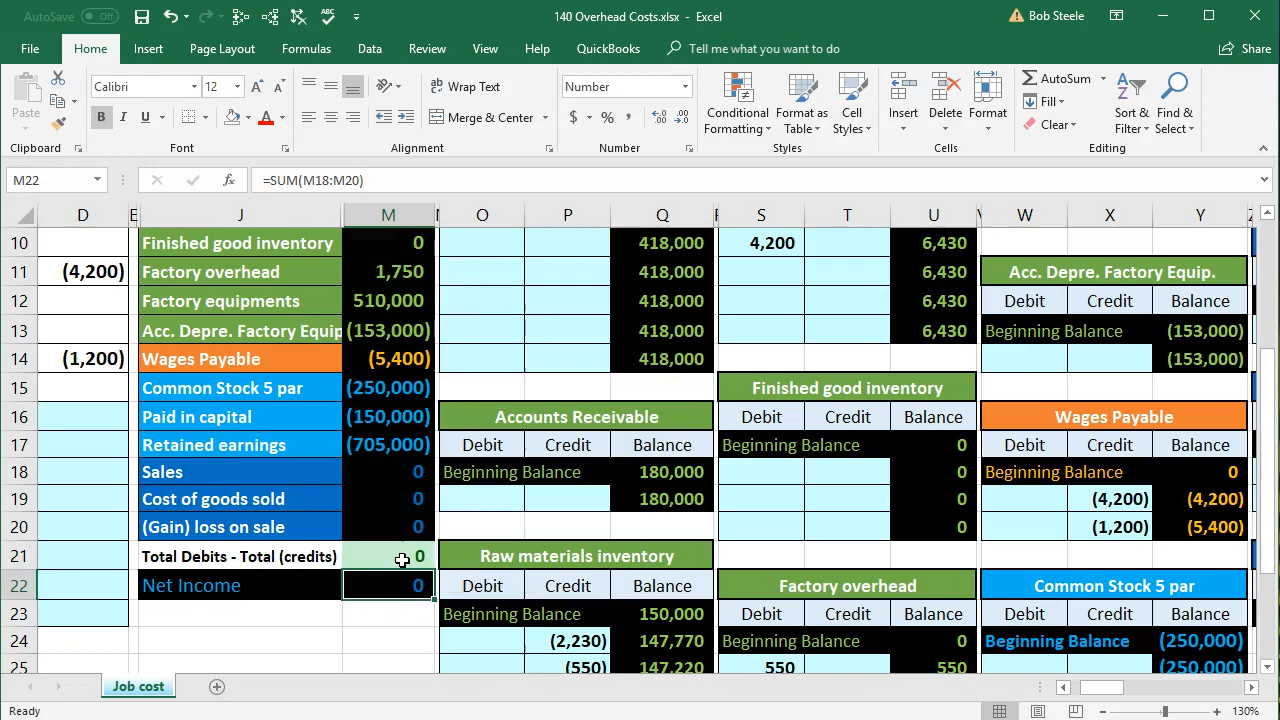 AutoSave Off ABC 140 Overhead Costs.xlsx - Excel Bob Steele
File Home Insert Page Layout Formulas Data Review View Help QuickBooks Tell me what you want to do Share
Paste Calibri 12 A A Wrap Text Number AutoSum
B I U A Merge & Center $ % , Conditional Formatting Format as Table Cell Styles Insert Delete Format Fill Clear Sort & Filter Find & Select
Clipboard Font Alignment Number Styles Cells Editing
M22 fx =SUM(M18:M20)
D E J M O P Q S T U W X Y
10 Finished good inventory 0 418,000 4,200 6,430
11 (4,200) Factory overhead 1,750 418,000 6,430 Acc. Depre. Factory Equip.
12 Factory equipments 510,000 418,000 6,430 Debit Credit Balance
13 Acc. Depre. Factory Equip (153,000) 418,000 6,430 Beginning Balance (153,000)
14 (1,200) Wages Payable (5,400) 418,000 (153,000)
15 Common Stock 5 par (250,000) Finished good inventory
16 Paid in capital (150,000) Accounts Receivable Debit Credit Balance Wages Payable
17 Retained earnings (705,000) Debit Credit Balance Beginning Balance 0 Debit Credit Balance
18 Sales 0 Beginning Balance 180,000 0 Beginning Balance 0
19 Cost of goods sold 0 180,000 0 (4,200) (4,200)
20 (Gain) loss on sale 0 0 (1,200) (5,400)
21 Total Debits - Total (credits) 0 Raw materials inventory
22 Net Income 0 Debit Credit Balance Factory overhead Common Stock 5 par
23 Beginning Balance 150,000 Debit Credit Balance Debit Credit Balance
24 (2,230) 147,770 Beginning Balance 0 Beginning Balance (250,000)
25 (550) 147,220 550 550 (250,000)
Job cost
Ready 130%